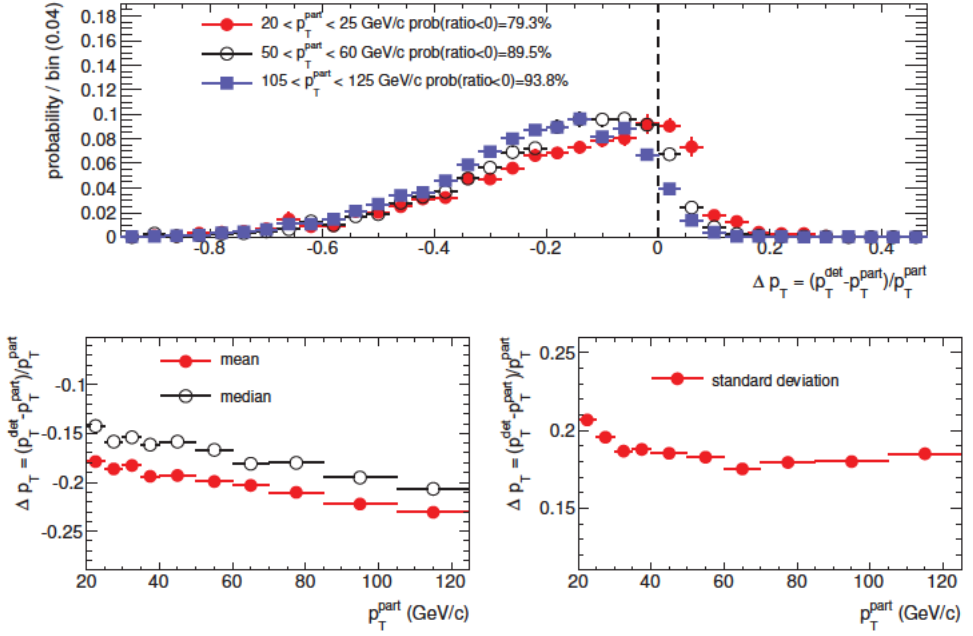 probability / bin (0.04)
0.18
0.16
0.14
0.12
0.1
0.08
0.06
0.04
0.02
0
20 < p_T^part < 25 GeV/c prob(ratio<0)=79.3%
50 < p_T^part < 60 GeV/c prob(ratio<0)=89.5%
105 < p_T^part < 125 GeV/c prob(ratio<0)=93.8%
-0.8 -0.6 -0.4 -0.2 0 0.2 0.4
Δ p_T = (p_T^det-p_T^part)/p_T^part
Δ p_T = (p_T^det-p_T^part)/p_T^part
-0.1
-0.15
-0.2
-0.25
mean
median
20 40 60 80 100 120
p_T^part (GeV/c)
Δ p_T = (p_T^det-p_T^part)/p_T^part
0.25
0.2
0.15
standard deviation
20 40 60 80 100 120
p_T^part (GeV/c)